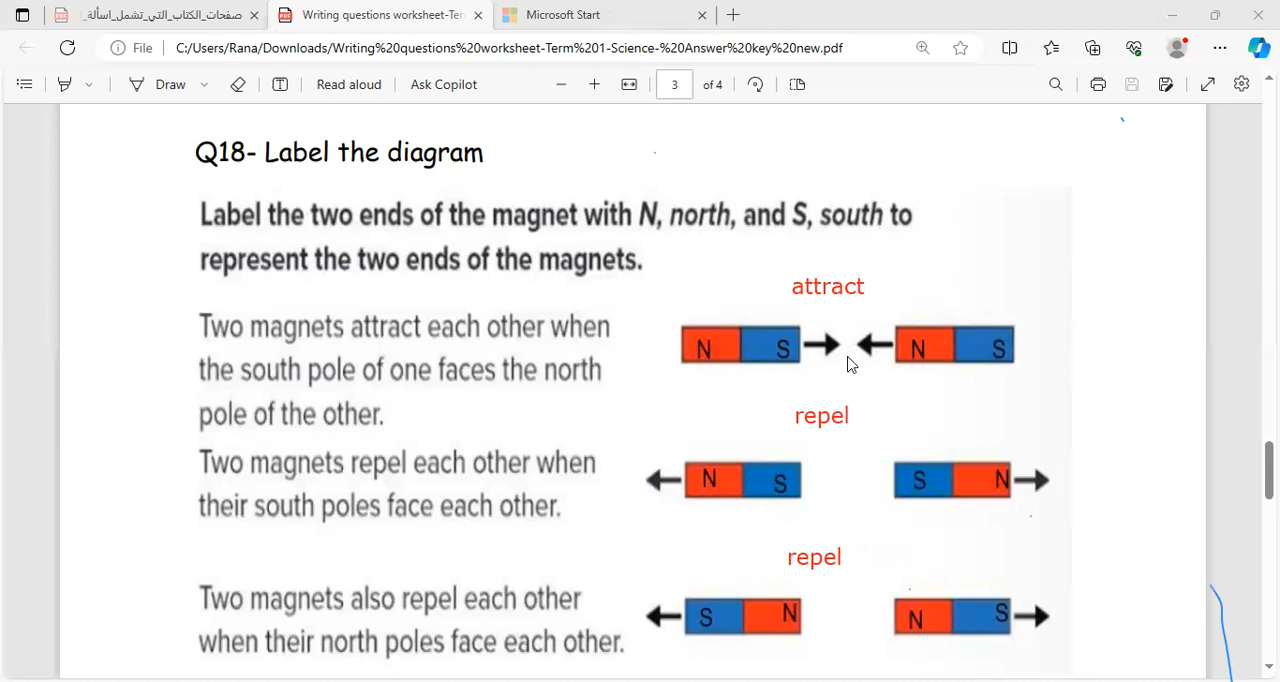 صفحات_الكتاب_التي_تشمل_اسألة_
Writing questions worksheet-Ter
Microsoft Start
File
C:/Users/Rana/Downloads/Writing%20questions%20worksheet-Term%201-Science-%20Answer%20key%20new.pdf
Draw
Read aloud
Ask Copilot
3
of 4
Q18- Label the diagram
Label the two ends of the magnet with N, north, and S, south to
represent the two ends of the magnets.
attract
Two magnets attract each other when
the south pole of one faces the north
pole of the other.
N S N S
repel
Two magnets repel each other when
their south poles face each other.
N S S N
repel
Two magnets also repel each other
when their north poles face each other.
S N N S